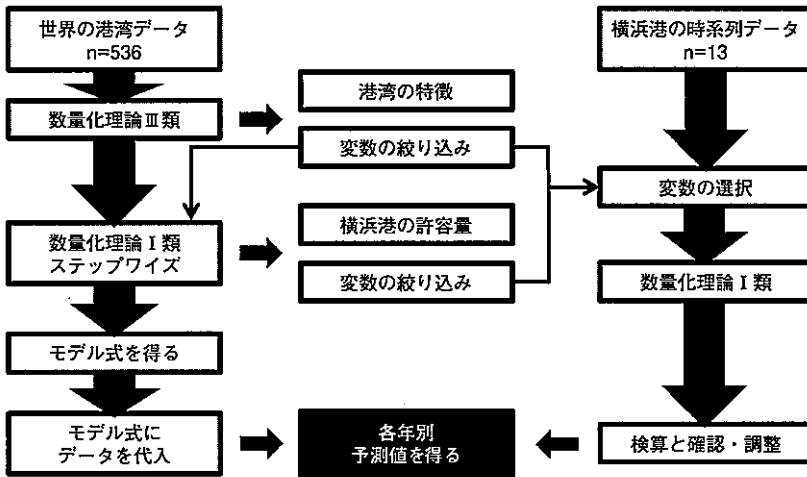 世界の港湾データ
n=536
数量化理論Ⅲ類
数量化理論Ⅰ類
ステップワイズ
モデル式を得る
モデル式に
データを代入
港湾の特徴
変数の絞り込み
横浜港の許容量
変数の絞り込み
各年別
予測値を得る
横浜港の時系列データ
n=13
変数の選択
数量化理論Ⅰ類
検算と確認・調整